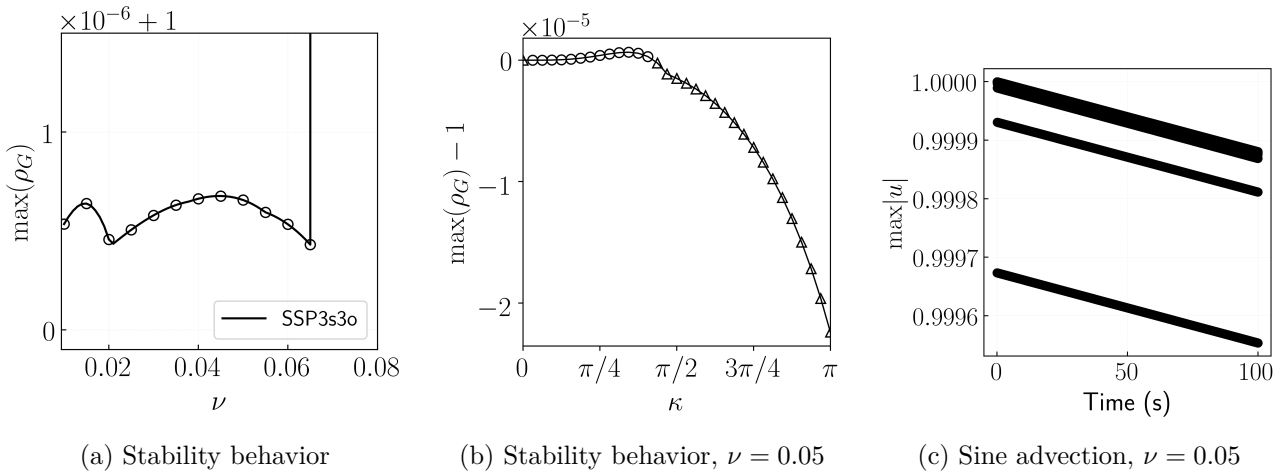 ×10⁻⁶ + 1
max(ρ_G)
1
0
0.02 0.04 0.06 0.08
ν
SSP3s3o
(a) Stability behavior
×10⁻⁵
max(ρ_G) − 1
0
−1
−2
0 π/4 π/2 3π/4 π
κ
(b) Stability behavior, ν = 0.05
max|u|
1.0000
0.9999
0.9998
0.9997
0.9996
0 50 100
Time (s)
(c) Sine advection, ν = 0.05